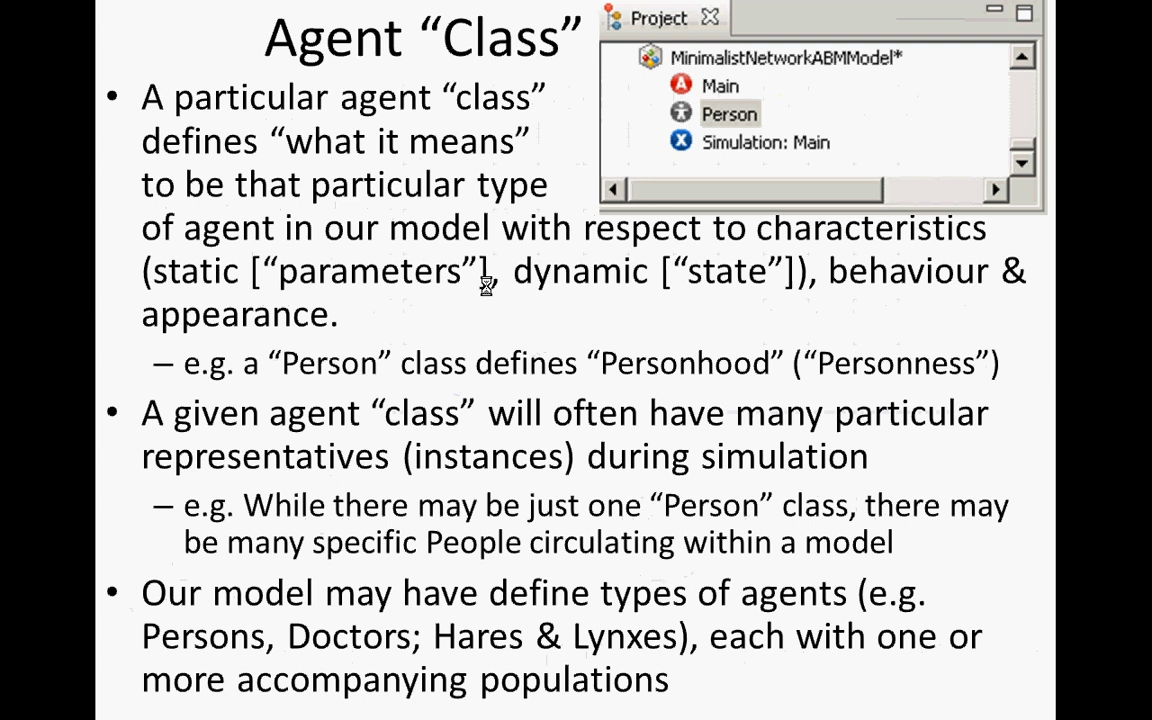 Agent “Class”
Project
MinimalistNetworkABMModel*
Main
Person
Simulation: Main
• A particular agent “class”
defines “what it means”
to be that particular type
of agent in our model with respect to characteristics
(static [“parameters”], dynamic [“state”]), behaviour &
appearance.
– e.g. a “Person” class defines “Personhood” (“Personness”)
• A given agent “class” will often have many particular
representatives (instances) during simulation
– e.g. While there may be just one “Person” class, there may
be many specific People circulating within a model
• Our model may have define types of agents (e.g.
Persons, Doctors; Hares & Lynxes), each with one or
more accompanying populations